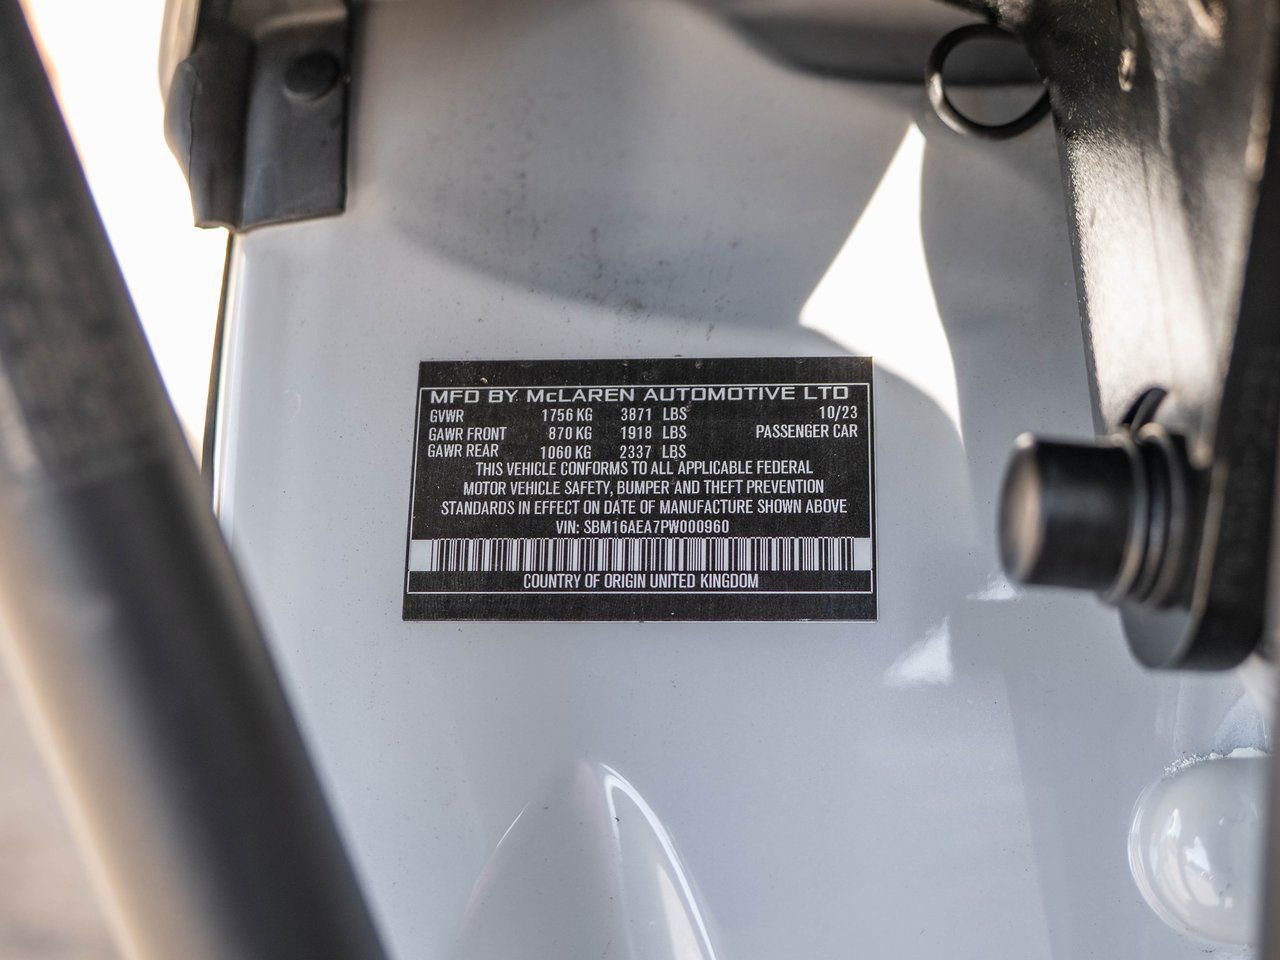 MFD BY McLAREN AUTOMOTIVE LTD
GVWR 1756 KG 3871 LBS 10/23
GAWR FRONT 870 KG 1918 LBS PASSENGER CAR
GAWR REAR 1060 KG 2337 LBS
THIS VEHICLE CONFORMS TO ALL APPLICABLE FEDERAL
MOTOR VEHICLE SAFETY, BUMPER AND THEFT PREVENTION
STANDARDS IN EFFECT ON DATE OF MANUFACTURE SHOWN ABOVE
VIN: SBM16AEA7PW000960
COUNTRY OF ORIGIN UNITED KINGDOM